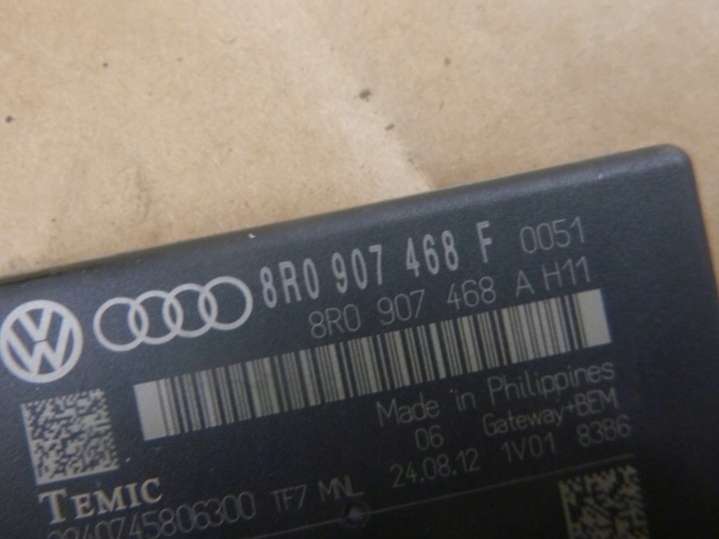 8R0 907 468 F 0051
8R0 907 468 A H11
Made in Philippines
06 Gateway+BEM
24.08.12 1V01 8386
TEMIC
TF7 MNL